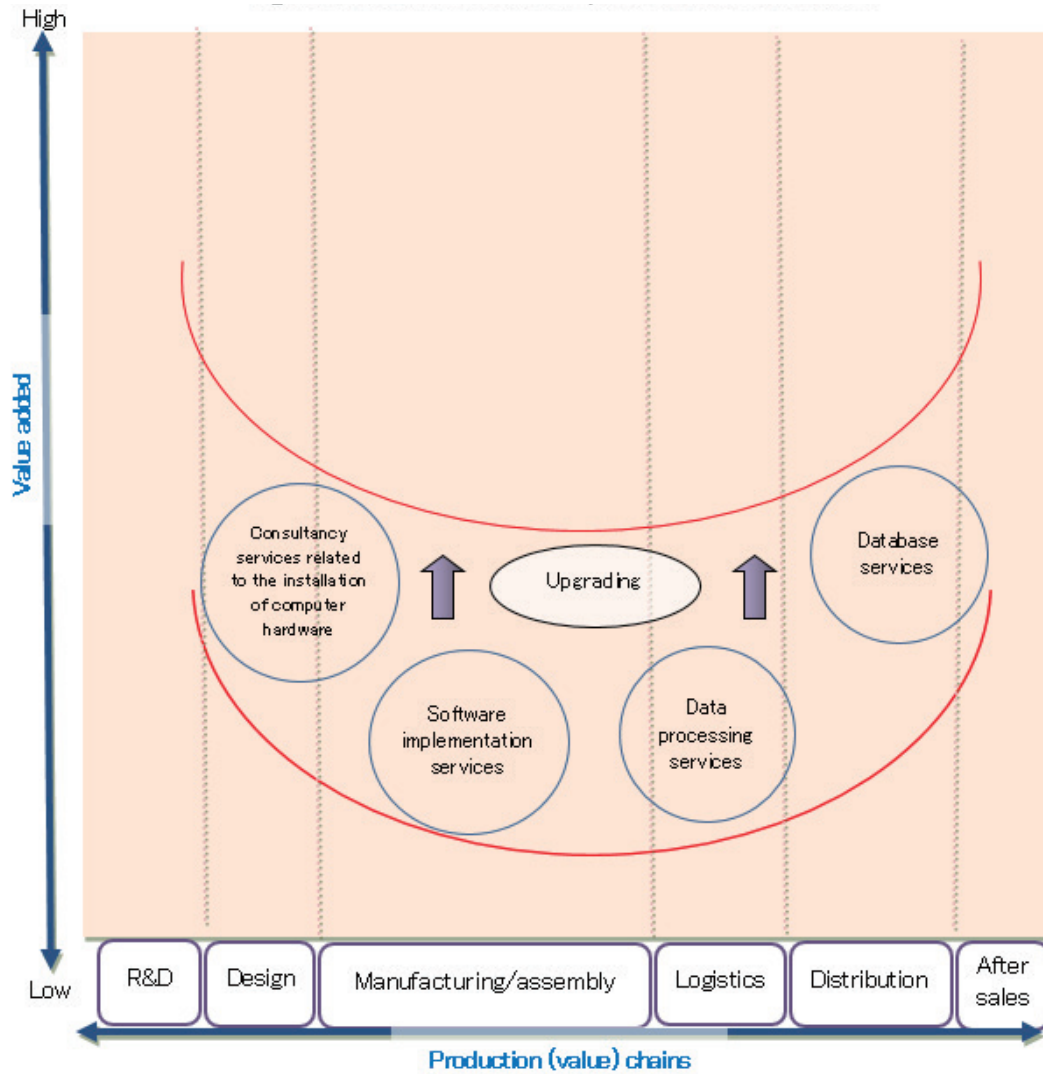 High
Value added
Consultancy
services related
to the installation
of computer
hardware
Upgrading
Database
services
Software
implementation
services
Data
processing
services
Low
R&D
Design
Manufacturing/assembly
Logistics
Distribution
After
sales
Production (value) chains